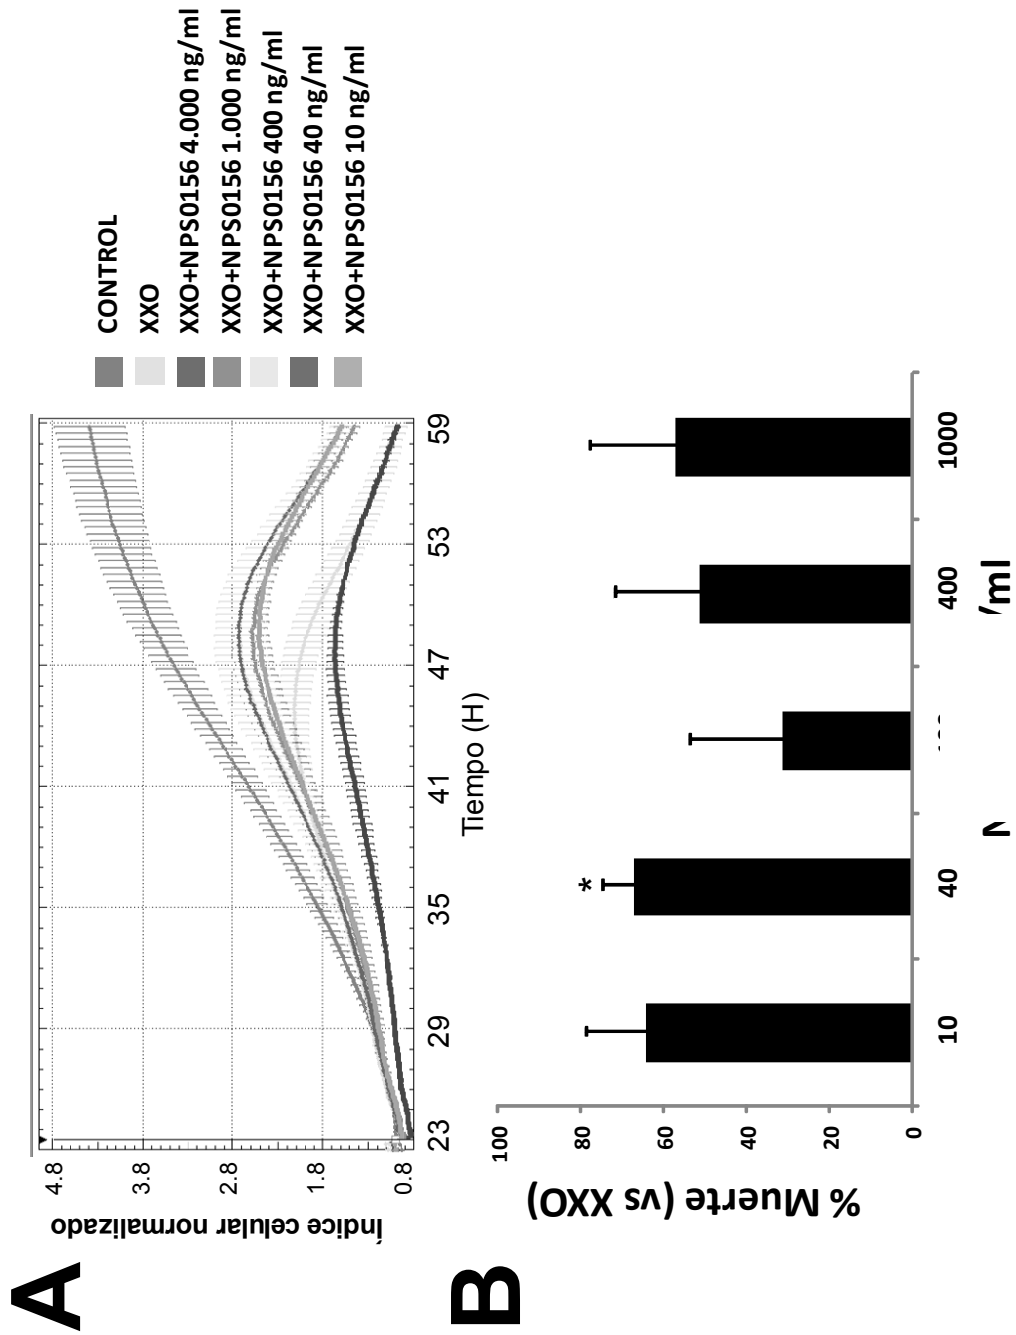 A
Índice celular normalizado
4.8
3.8
2.8
1.8
0.8
23
29
35
41
47
53
59
Tiempo (H)
CONTROL
XXO
XXO+NPS0156 4.000 ng/ml
XXO+NPS0156 1.000 ng/ml
XXO+NPS0156 400 ng/ml
XXO+NPS0156 40 ng/ml
XXO+NPS0156 10 ng/ml
B
% Muerte (vs XXO)
100
80
60
40
20
0
*
10
40
400
1000
/ml